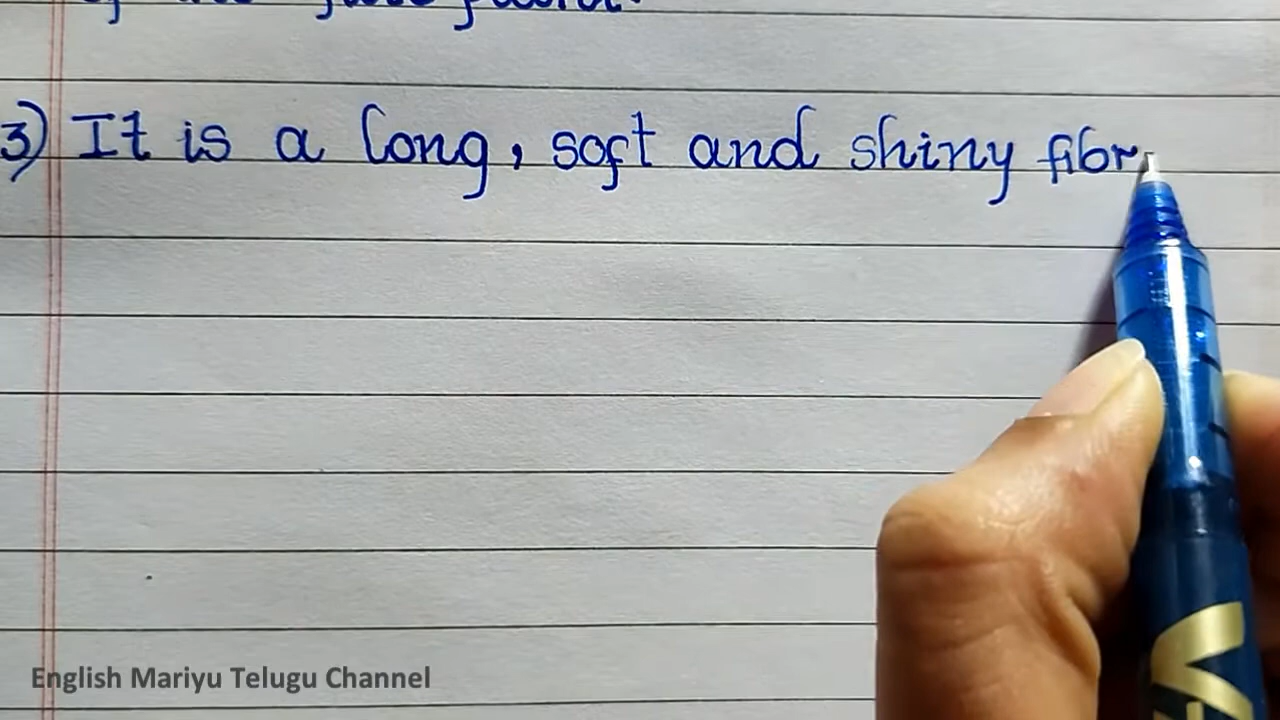 3) It is a long, soft and shiny fibr
English Mariyu Telugu Channel